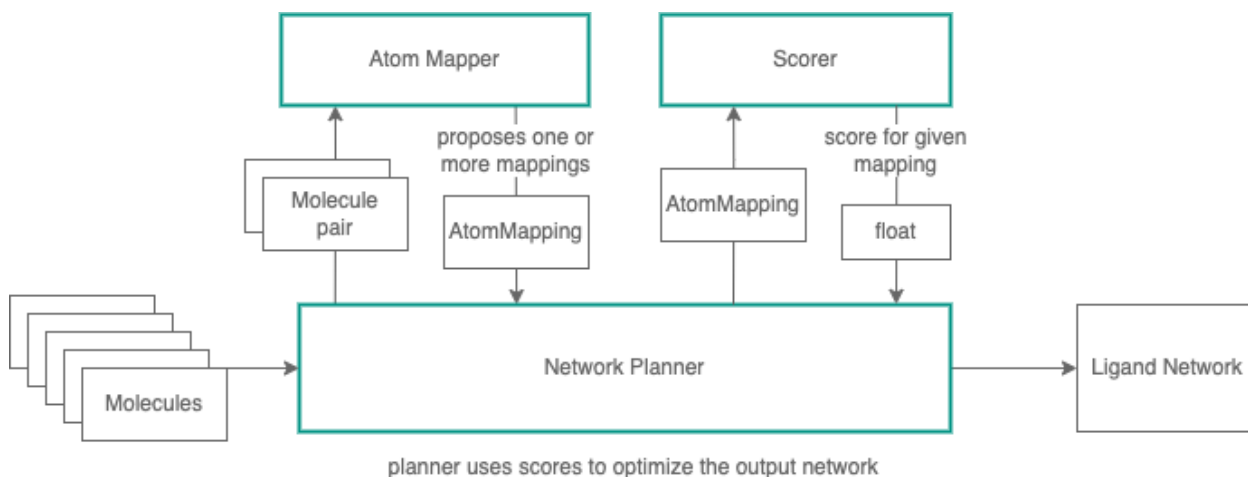 Atom Mapper
Scorer
proposes one or
more mappings
score for given
mapping
Molecule
pair
AtomMapping
AtomMapping
float
Molecules
Network Planner
Ligand Network
planner uses scores to optimize the output network